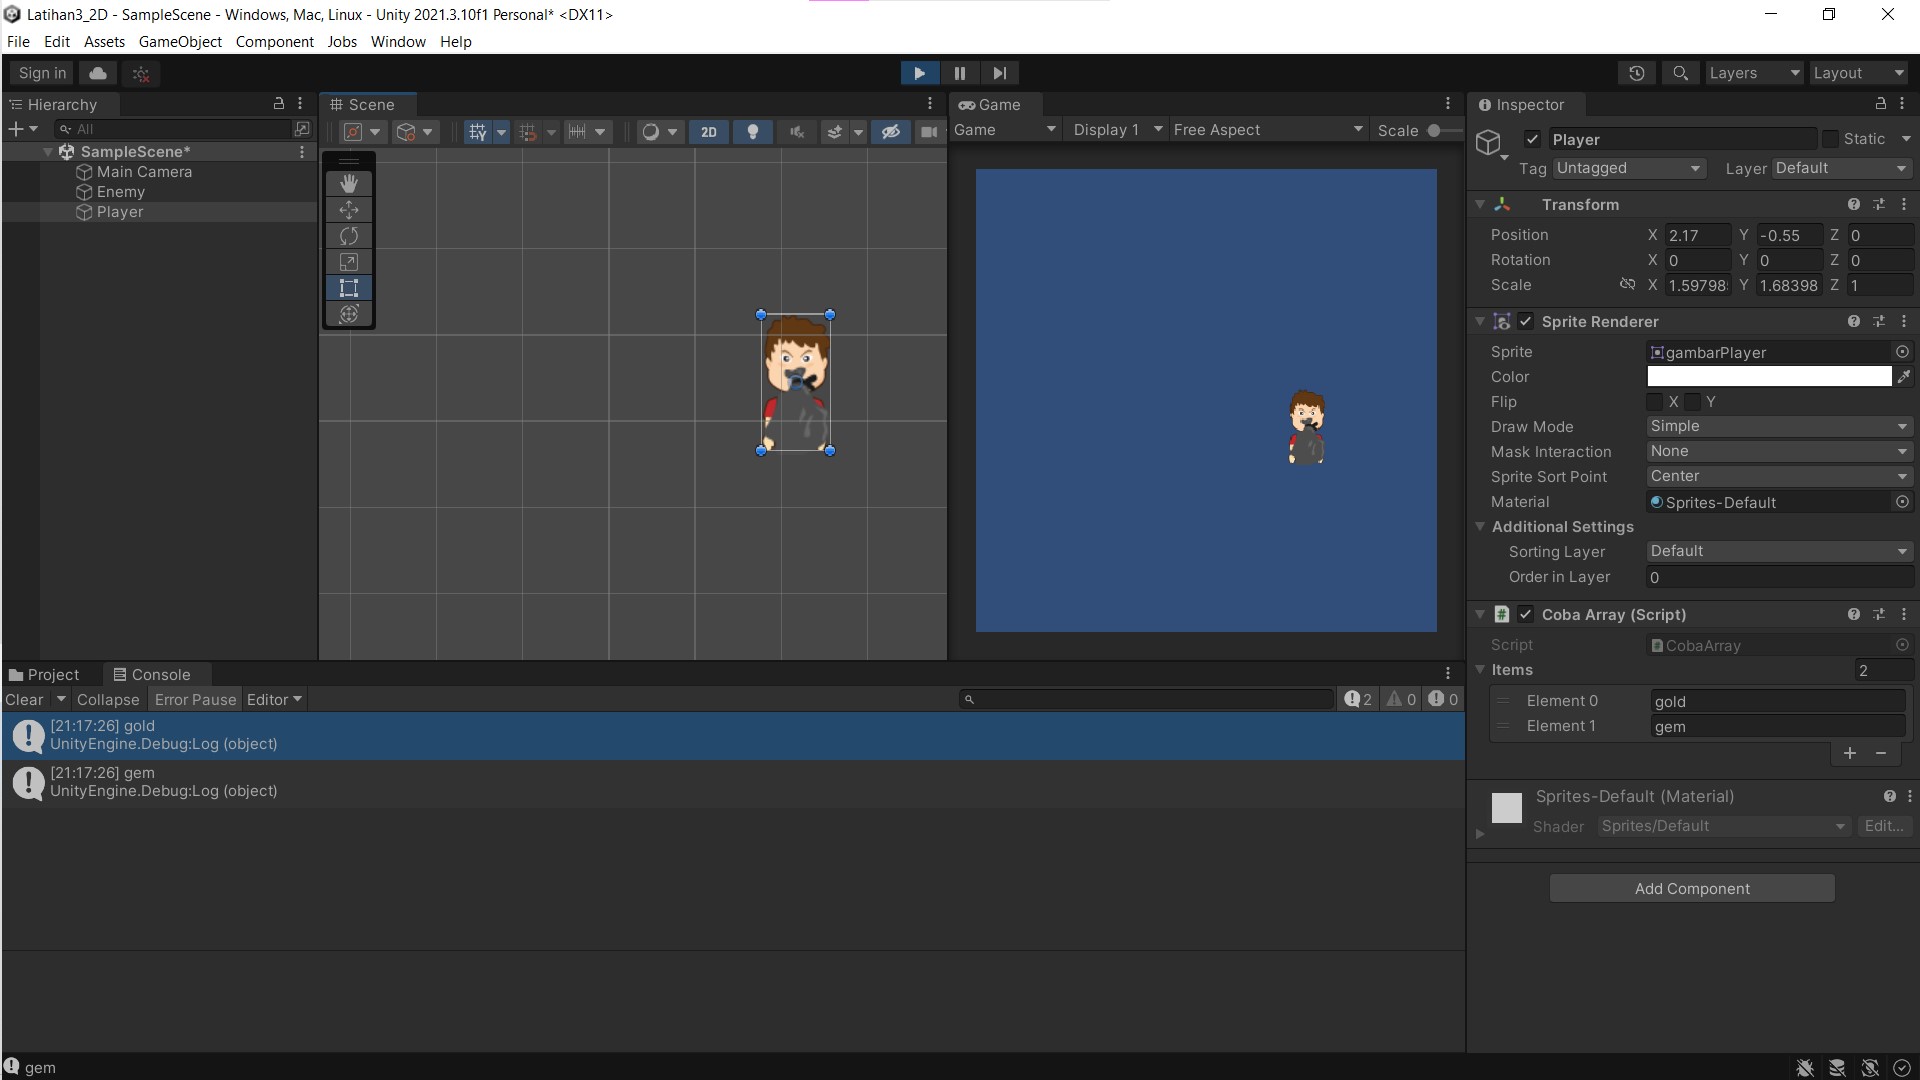 Latihan3_2D - SampleScene - Windows, Mac, Linux - Unity 2021.3.10f1 Personal* <DX11>
File Edit Assets GameObject Component Jobs Window Help
Sign in
Layers
Layout
Hierarchy
All
SampleScene*
Main Camera
Enemy
Player
Scene
2D
Game
Game
Display 1
Free Aspect
Scale
Inspector
Player
Static
Tag Untagged
Layer Default
Transform
Position X 2.17 Y -0.55 Z 0
Rotation X 0 Y 0 Z 0
Scale X 1.59798 Y 1.68398 Z 1
Sprite Renderer
Sprite gambarPlayer
Color
Flip X Y
Draw Mode Simple
Mask Interaction None
Sprite Sort Point Center
Material Sprites-Default
Additional Settings
Sorting Layer Default
Order in Layer 0
Coba Array (Script)
Script CobaArray
Items 2
Element 0 gold
Element 1 gem
+ −
Sprites-Default (Material)
Shader Sprites/Default Edit...
Add Component
Project
Console
Clear Collapse Error Pause Editor
2 0 0
[21:17:26] gold
UnityEngine.Debug:Log (object)
[21:17:26] gem
UnityEngine.Debug:Log (object)
gem